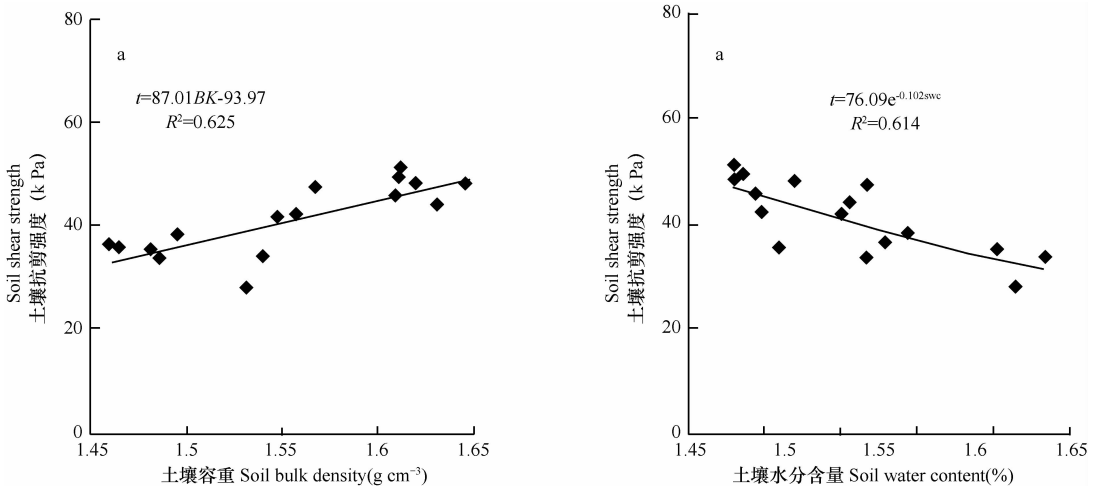 80
60
40
20
0
a
t=87.01BK-93.97
R²=0.625
Soil shear strength
土壤抗剪强度 (k Pa)
1.45 1.5 1.55 1.6 1.65
土壤容重 Soil bulk density(g cm⁻³)
80
60
40
20
0
a
t=76.09e^-0.102swc
R²=0.614
Soil shear strength
土壤抗剪强度 (k Pa)
1.45 1.5 1.55 1.6 1.65
土壤水分含量 Soil water content(%)